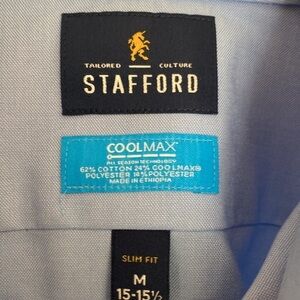 TAILORED CULTURE
STAFFORD
COOLMAX™
ALL SEASON TECHNOLOGY
62% COTTON 24% COOLMAX®
POLYESTER 14% POLYESTER
MADE IN ETHIOPIA
SLIM FIT
M
15-15½